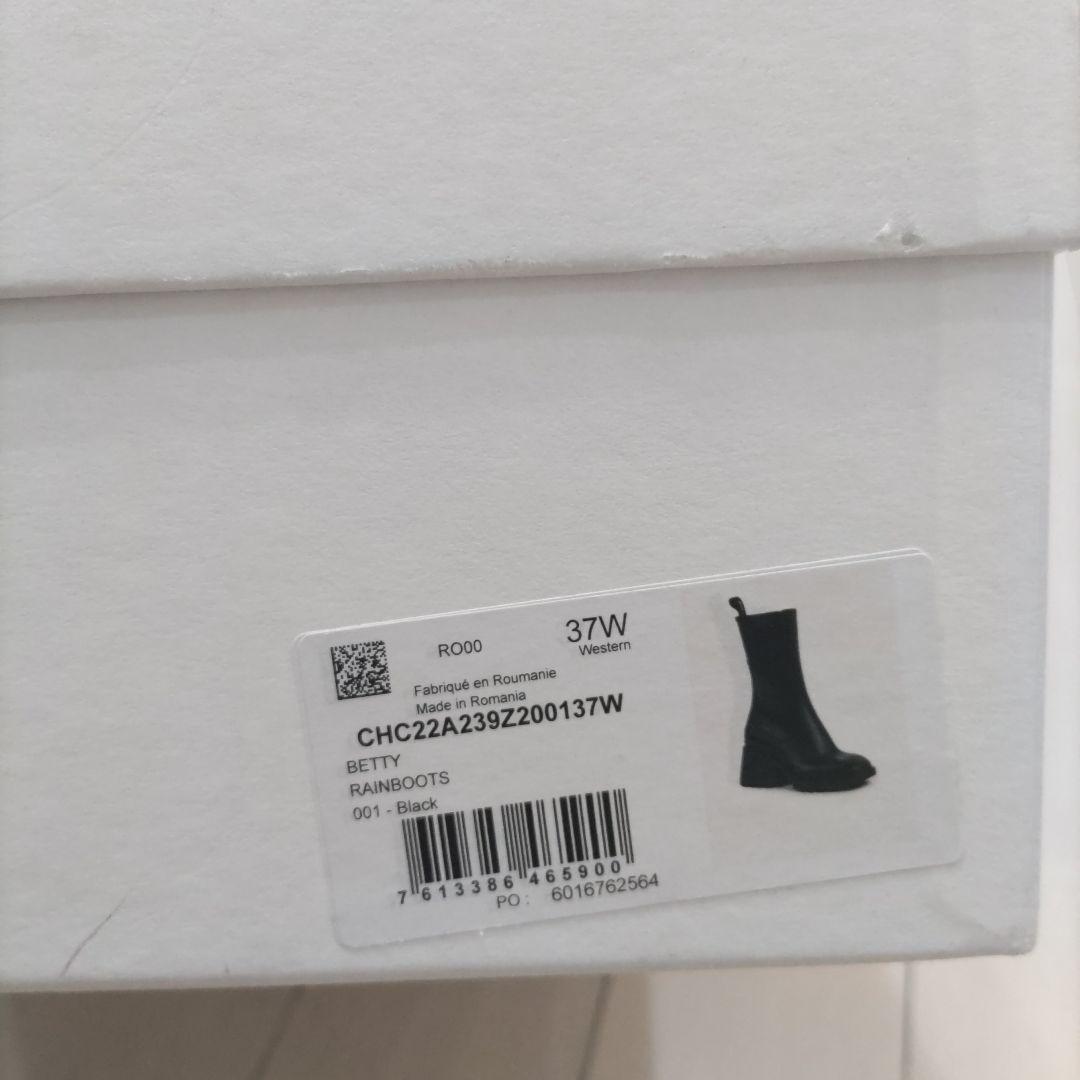 RO00
37W
Western
Fabriqué en Roumanie
Made in Romania
CHC22A239Z200137W
BETTY
RAINBOOTS
001 - Black
7 613386 465900
PO : 6016762564